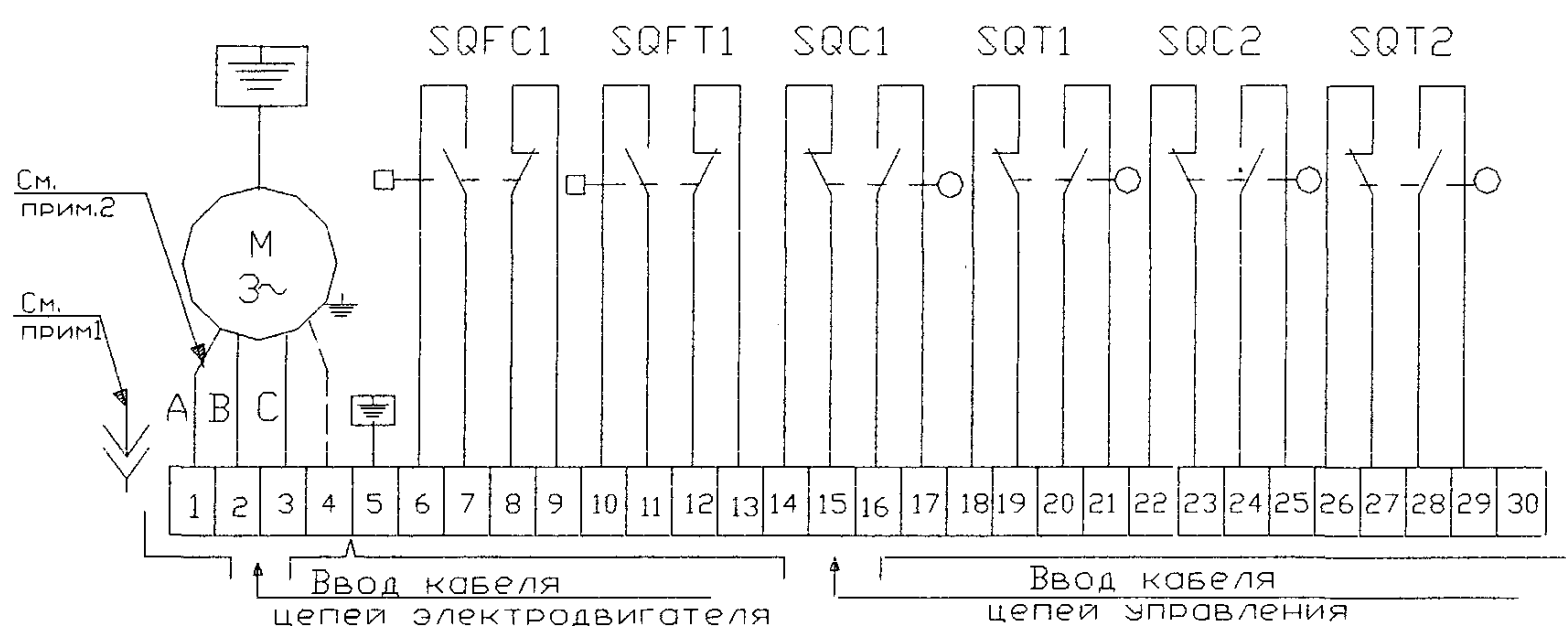 SQFC1 SQFT1 SQC1 SQT1 SQC2 SQT2
См.
прим.2
M
3~
См.
прим1
A B C
1 2 3 4 5 6 7 8 9 10 11 12 13 14 15 16 17 18 19 20 21 22 23 24 25 26 27 28 29 30
Ввод кабеля
цепей электродвигателя
Ввод кабеля
цепей управления